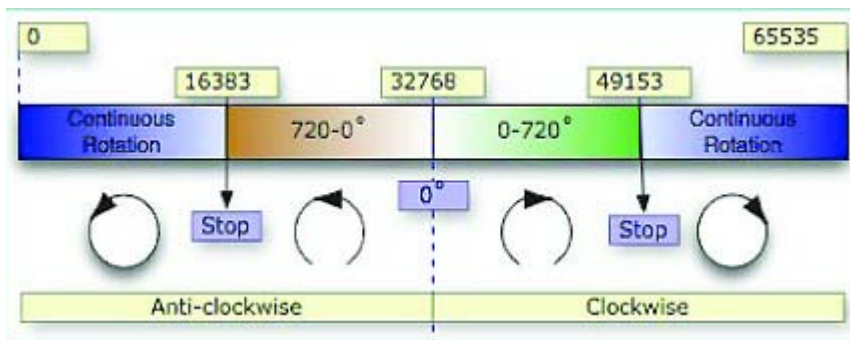 0
65535
16383
32768
49153
Continuous
Rotation
720-0°
0-720°
Continuous
Rotation
0°
Stop
Stop
Anti-clockwise
Clockwise